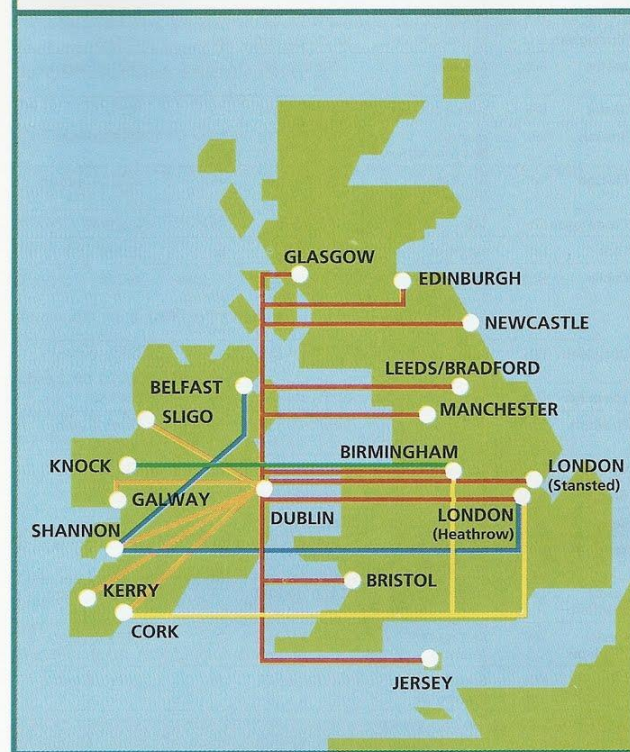 GLASGOW
EDINBURGH
NEWCASTLE
LEEDS/BRADFORD
BELFAST
MANCHESTER
SLIGO
BIRMINGHAM
KNOCK
LONDON
(Stansted)
GALWAY
LONDON
(Heathrow)
DUBLIN
SHANNON
BRISTOL
KERRY
CORK
JERSEY